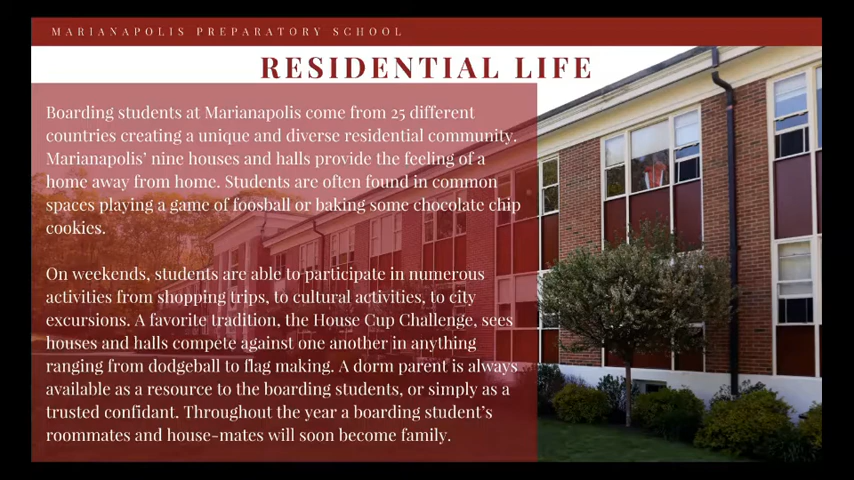 MARIANAPOLIS PREPARATORY SCHOOL
RESIDENTIAL LIFE
Boarding students at Marianapolis come from 25 different
countries creating a unique and diverse residential community.
Marianapolis’ nine houses and halls provide the feeling of a
home away from home. Students are often found in common
spaces playing a game of foosball or baking some chocolate chip
cookies.
On weekends, students are able to participate in numerous
activities from shopping trips, to cultural activities, to city
excursions. A favorite tradition, the House Cup Challenge, sees
houses and halls compete against one another in anything
ranging from dodgeball to flag making. A dorm parent is always
available as a resource to the boarding students, or simply as a
trusted confidant. Throughout the year a boarding student’s
roommates and house-mates will soon become family.